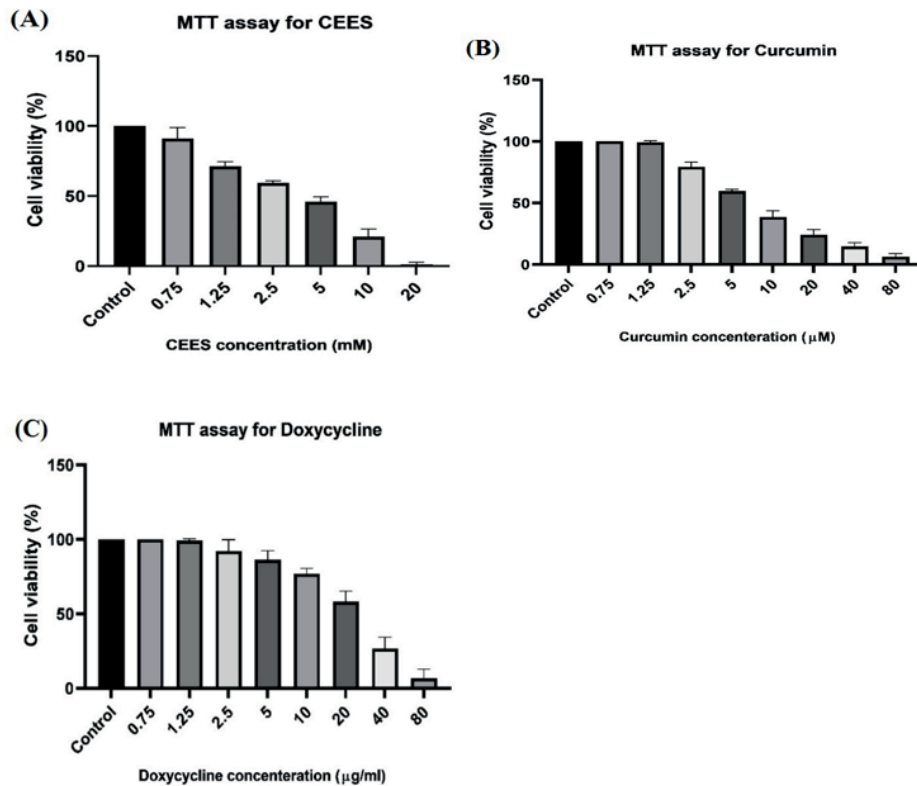 (A)
MTT assay for CEES
150
100
50
0
Cell viability (%)
Control
0.75
1.25
2.5
5
10
20
CEES concentration (mM)
(B)
MTT assay for Curcumin
150
100
50
0
Cell viability (%)
Control
0.75
1.25
2.5
5
10
20
40
80
Curcumin concenteration (μM)
(C)
MTT assay for Doxycycline
150
100
50
0
Cell viability (%)
Control
0.75
1.25
2.5
5
10
20
40
80
Doxycycline concenteration (μg/ml)